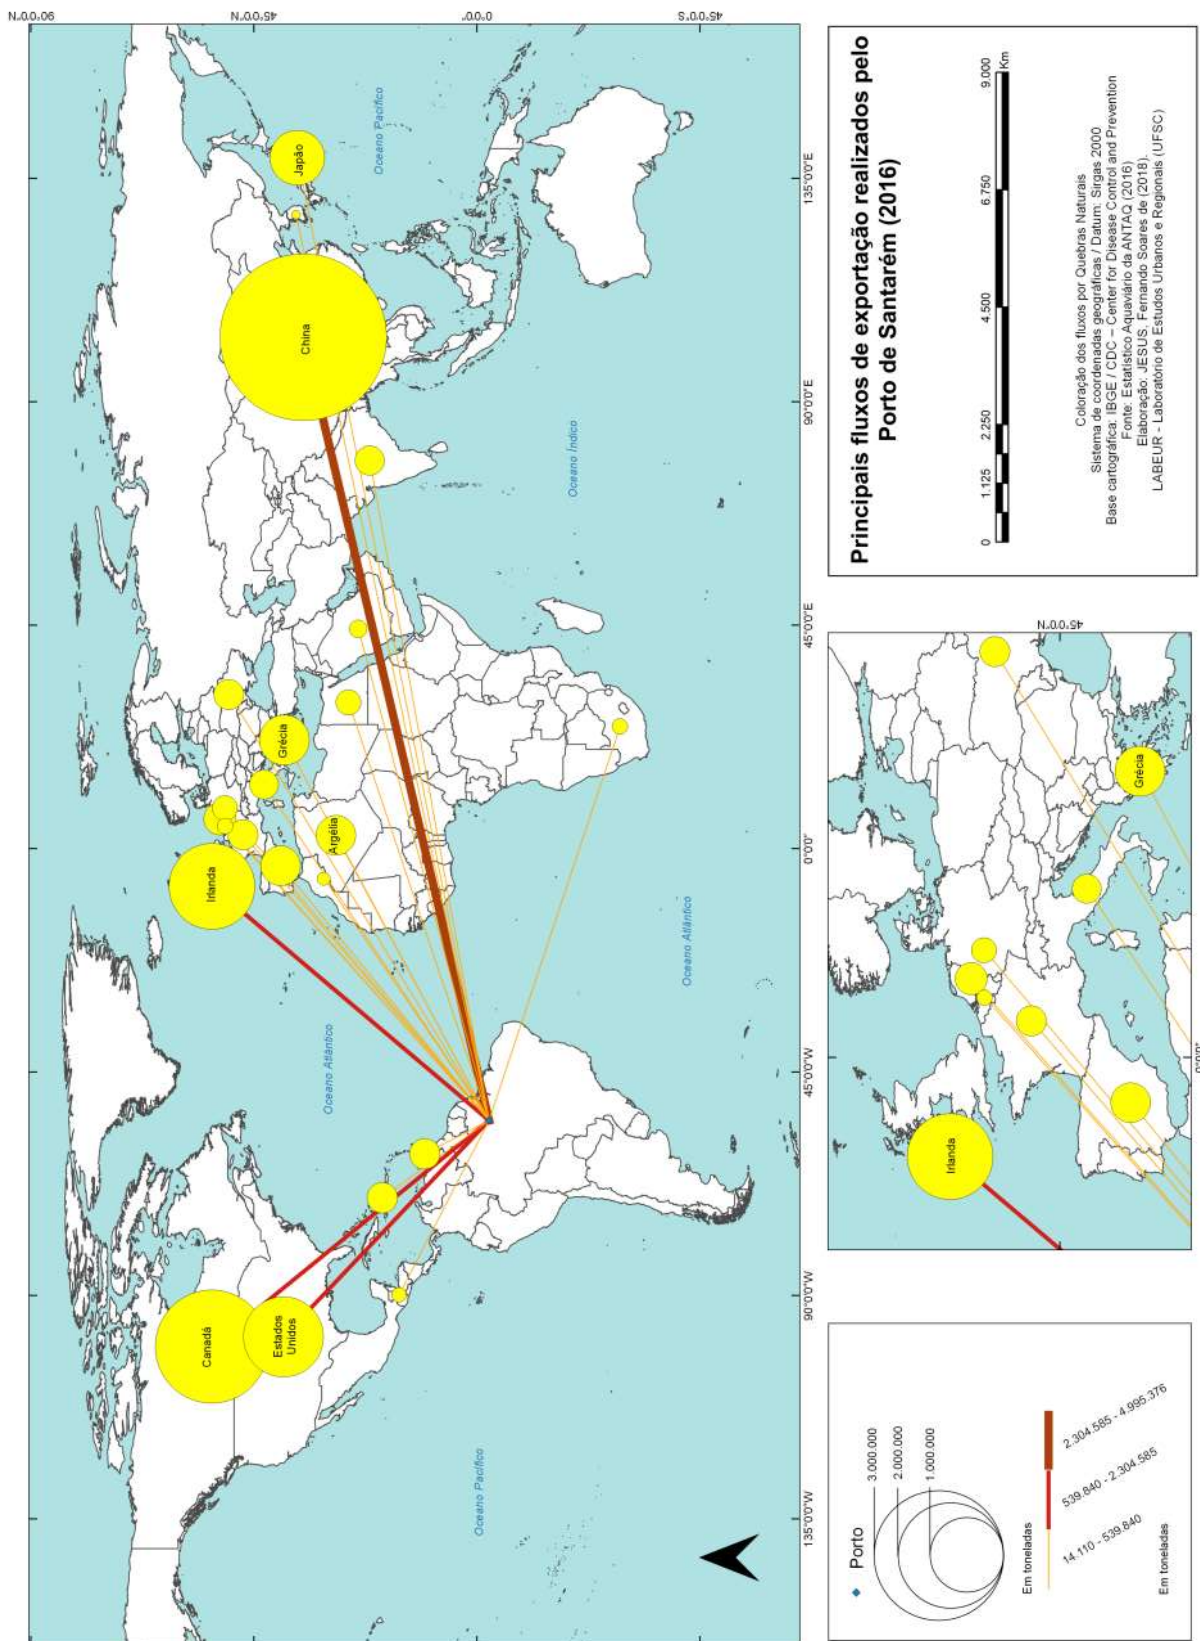 90°0'0"N
45°0'0"N
0°0'0"
45°0'0"S
135°0'0"W
90°0'0"W
45°0'0"W
0°0'0"
45°0'0"E
90°0'0"E
135°0'0"E
Canadá
Estados
Unidos
Irlanda
Argélia
Grécia
China
Japão
Oceano Pacífico
Oceano Atlântico
Oceano Atlântico
Oceano Índico
Oceano Pacífico
Porto
3.000.000
2.000.000
1.000.000
Em toneladas
14.110 - 539.840
539.840 - 2.304.585
2.304.585 - 4.995.376
Em toneladas
Irlanda
Grécia
0°0'0"
45°0'0"N
Principais fluxos de exportação realizados pelo
Porto de Santarém (2016)
0 1.125 2.250 4.500 6.750 9.000
Km
Coloração dos fluxos por Quebras Naturais
Sistema de coordenadas geográficas / Datum: Sirgas 2000
Base cartográfica: IBGE / CDC – Center for Disease Control and Prevention
Fonte: Estatístico Aquaviário da ANTAQ (2016)
Elaboração: JESUS, Fernando Soares de (2018).
LABEUR - Laboratório de Estudos Urbanos e Regionais (UFSC)